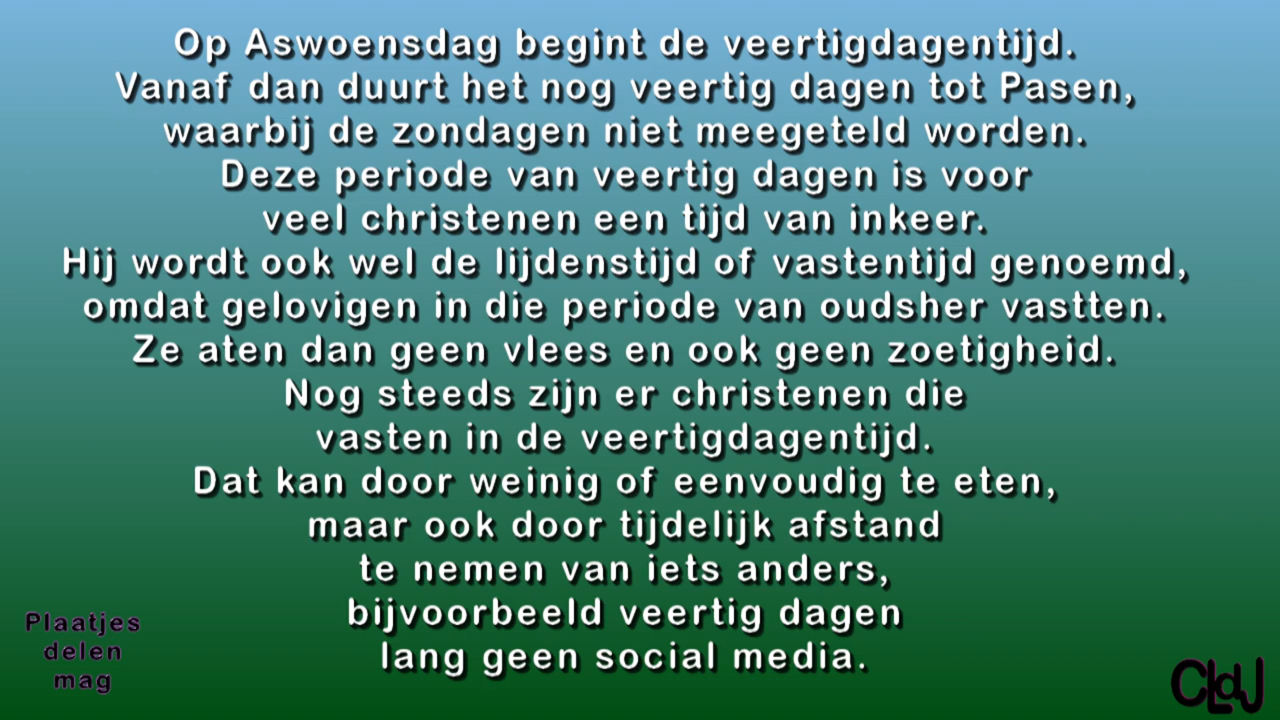 Op Aswoensdag begint de veertigdagentijd.
Vanaf dan duurt het nog veertig dagen tot Pasen,
waarbij de zondagen niet meegeteld worden.
Deze periode van veertig dagen is voor
veel christenen een tijd van inkeer.
Hij wordt ook wel de lijdenstijd of vastentijd genoemd,
omdat gelovigen in die periode van oudsher vastten.
Ze aten dan geen vlees en ook geen zoetigheid.
Nog steeds zijn er christenen die
vasten in de veertigdagentijd.
Dat kan door weinig of eenvoudig te eten,
maar ook door tijdelijk afstand
te nemen van iets anders,
bijvoorbeeld veertig dagen
lang geen social media.
Plaatjes
delen
mag
CLdJ